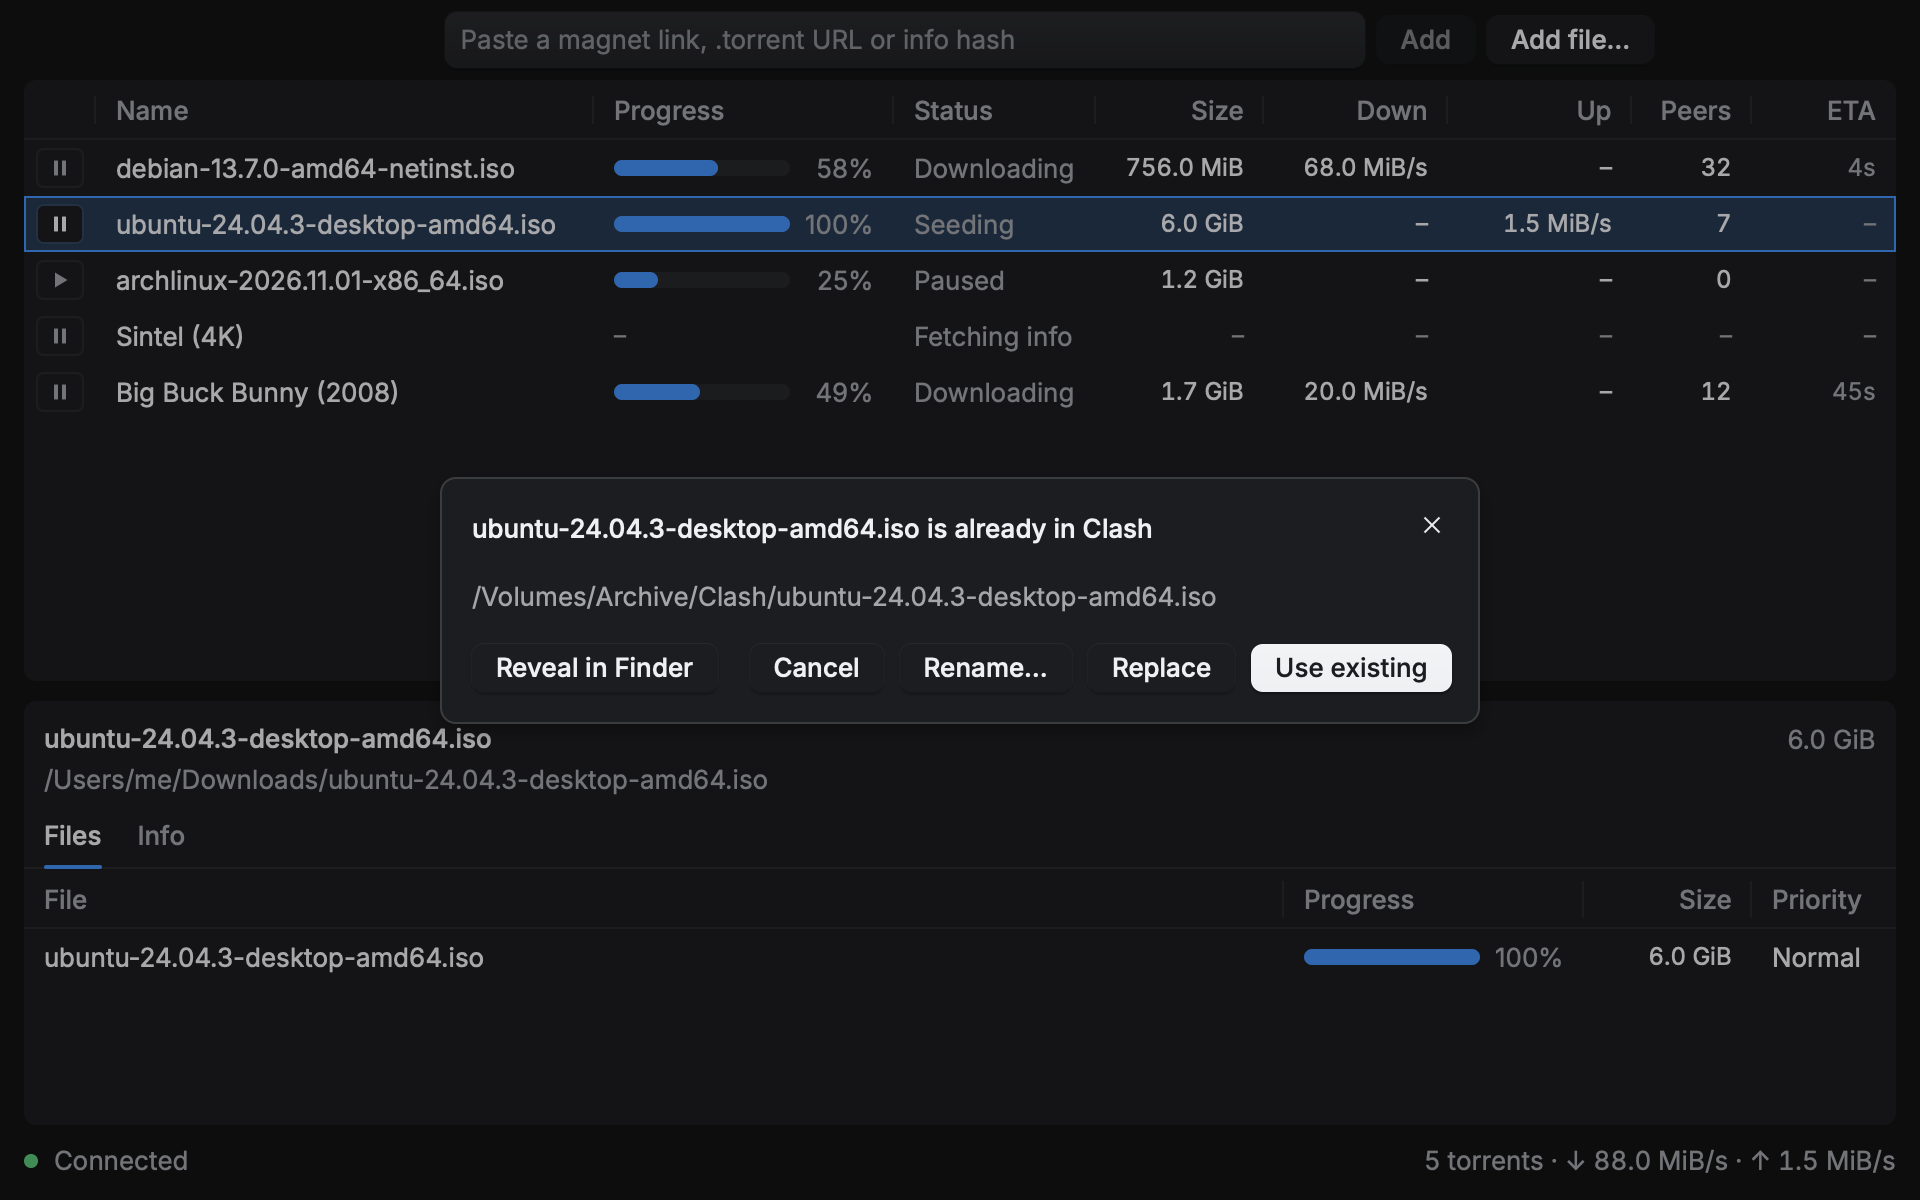 Paste a magnet link, .torrent URL or info hash Add Add file...
Name Progress Status Size Down Up Peers ETA
debian-13.7.0-amd64-netinst.iso 58% Downloading 756.0 MiB 68.0 MiB/s – 32 4s
ubuntu-24.04.3-desktop-amd64.iso 100% Seeding 6.0 GiB – 1.5 MiB/s 7 –
archlinux-2026.11.01-x86_64.iso 25% Paused 1.2 GiB – – 0 –
Sintel (4K) – Fetching info – – – – –
Big Buck Bunny (2008) 49% Downloading 1.7 GiB 20.0 MiB/s – 12 45s
ubuntu-24.04.3-desktop-amd64.iso is already in Clash
/Volumes/Archive/Clash/ubuntu-24.04.3-desktop-amd64.iso
Reveal in Finder Cancel Rename... Replace Use existing
ubuntu-24.04.3-desktop-amd64.iso 6.0 GiB
/Users/me/Downloads/ubuntu-24.04.3-desktop-amd64.iso
Files Info
File Progress Size Priority
ubuntu-24.04.3-desktop-amd64.iso 100% 6.0 GiB Normal
Connected 5 torrents · ↓ 88.0 MiB/s · ↑ 1.5 MiB/s